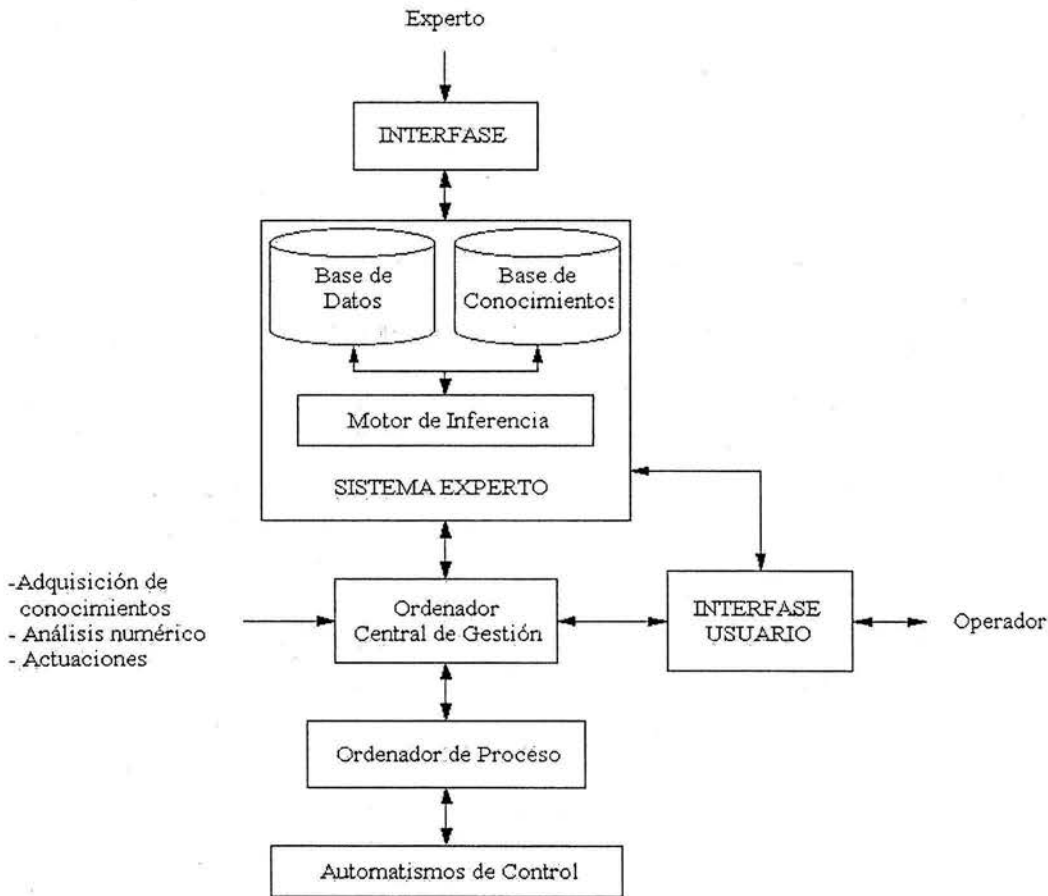 Experto
INTERFASE
Base de
Datos
Base de
Conocimientos
Motor de Inferencia
SISTEMA EXPERTO
-Adquisición de
conocimientos
- Análisis numérico
- Actuaciones
Ordenador
Central de Gestión
INTERFASE
USUARIO
Operador
Ordenador de Proceso
Automatismos de Control